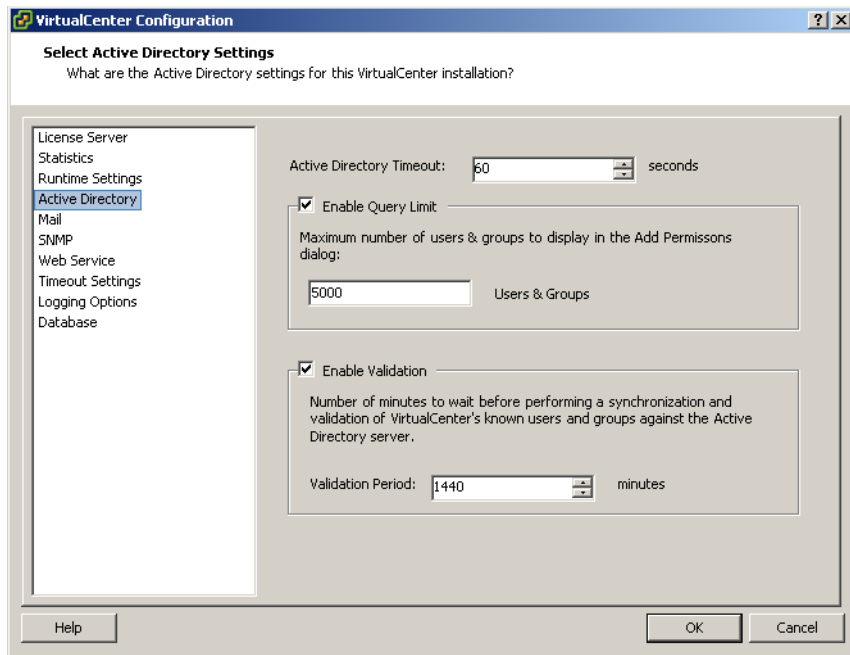 VirtualCenter Configuration
Select Active Directory Settings
What are the Active Directory settings for this VirtualCenter installation?
License Server
Statistics
Runtime Settings
Active Directory
Mail
SNMP
Web Service
Timeout Settings
Logging Options
Database
Active Directory Timeout: 60 seconds
Enable Query Limit
Maximum number of users & groups to display in the Add Permissons
dialog:
5000 Users & Groups
Enable Validation
Number of minutes to wait before performing a synchronization and
validation of VirtualCenter's known users and groups against the Active
Directory server.
Validation Period: 1440 minutes
Help OK Cancel